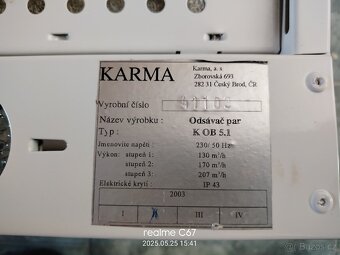 KARMA
Karma, a. s
Zborovská 693
282 31 Český Brod, ČR
Výrobní číslo
Název výrobku: Odsávač par
Typ: K OB 5.1
Jmenovite napětí: 230/ 50 Hz
Výkon: stupeň 1: 130 m³/h
stupeň 2: 170 m³/h
stupeň 3: 207 m³/h
Elektrické krytí IP 43
2003
I III IV
realme C67
2025.05.25 15:41